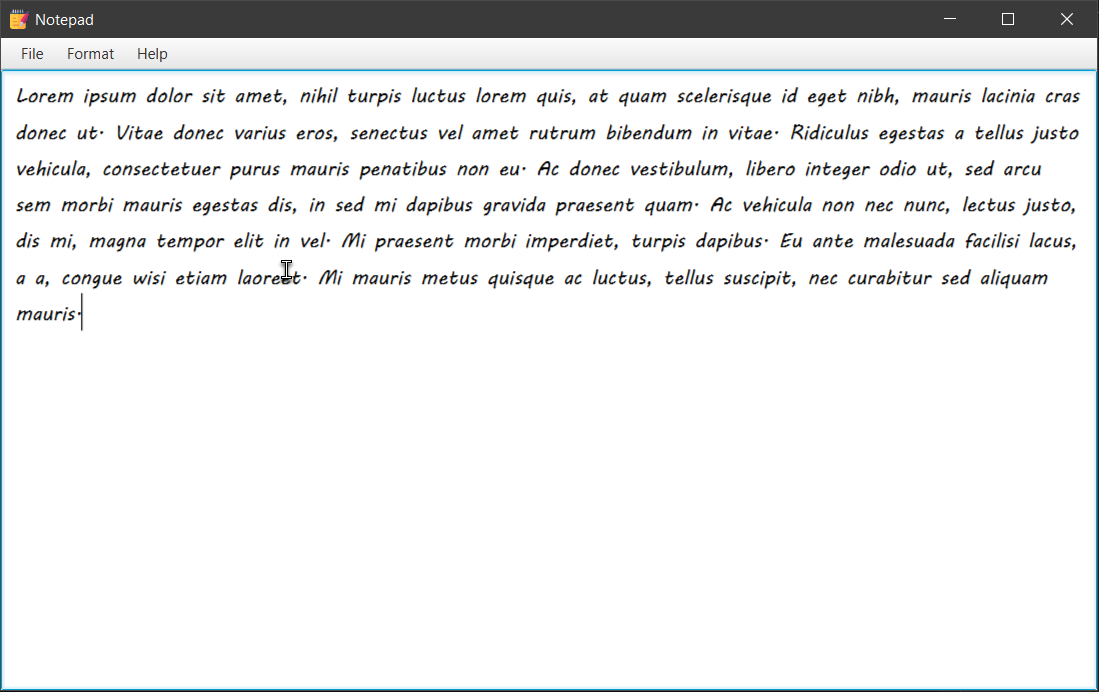 Notepad
File Format Help
Lorem ipsum dolor sit amet, nihil turpis luctus lorem quis, at quam scelerisque id eget nibh, mauris lacinia cras
donec ut. Vitae donec varius eros, senectus vel amet rutrum bibendum in vitae. Ridiculus egestas a tellus justo
vehicula, consectetuer purus mauris penatibus non eu. Ac donec vestibulum, libero integer odio ut, sed arcu
sem morbi mauris egestas dis, in sed mi dapibus gravida praesent quam. Ac vehicula non nec nunc, lectus justo,
dis mi, magna tempor elit in vel. Mi praesent morbi imperdiet, turpis dapibus. Eu ante malesuada facilisi lacus,
a a, congue wisi etiam laoreet. Mi mauris metus quisque ac luctus, tellus suscipit, nec curabitur sed aliquam
mauris.